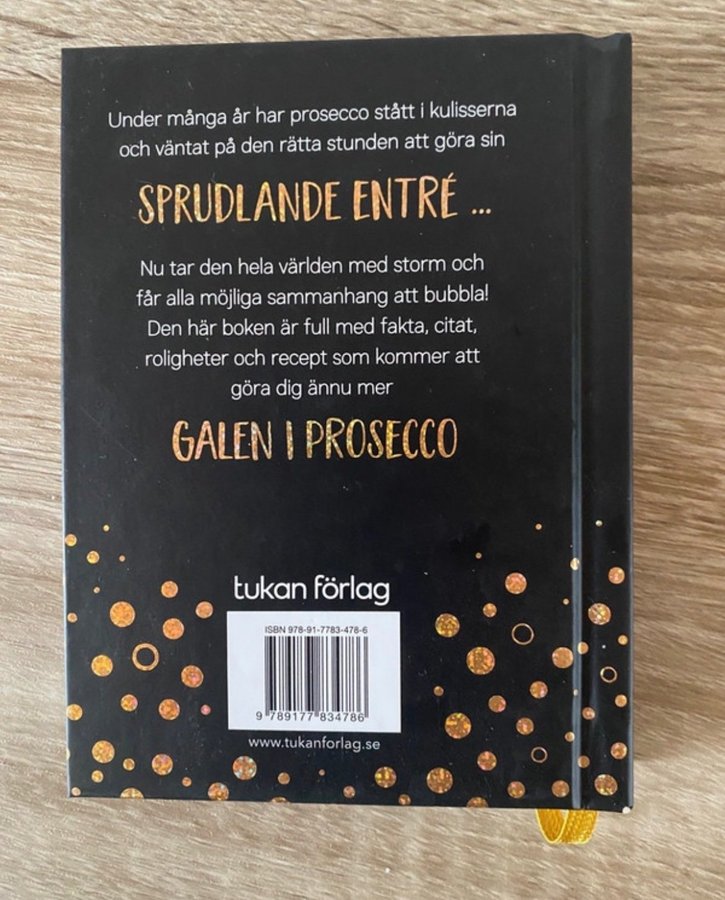 Under många år har prosecco stått i kulisserna
och väntat på den rätta stunden att göra sin
SPRUDLANDE ENTRÉ ...
Nu tar den hela världen med storm och
får alla möjliga sammanhang att bubbla!
Den här boken är full med fakta, citat,
roligheter och recept som kommer att
göra dig ännu mer
GALEN I PROSECCO
tukan förlag
ISBN 978-91-7783-478-6
9 789177 834786
www.tukanforlag.se